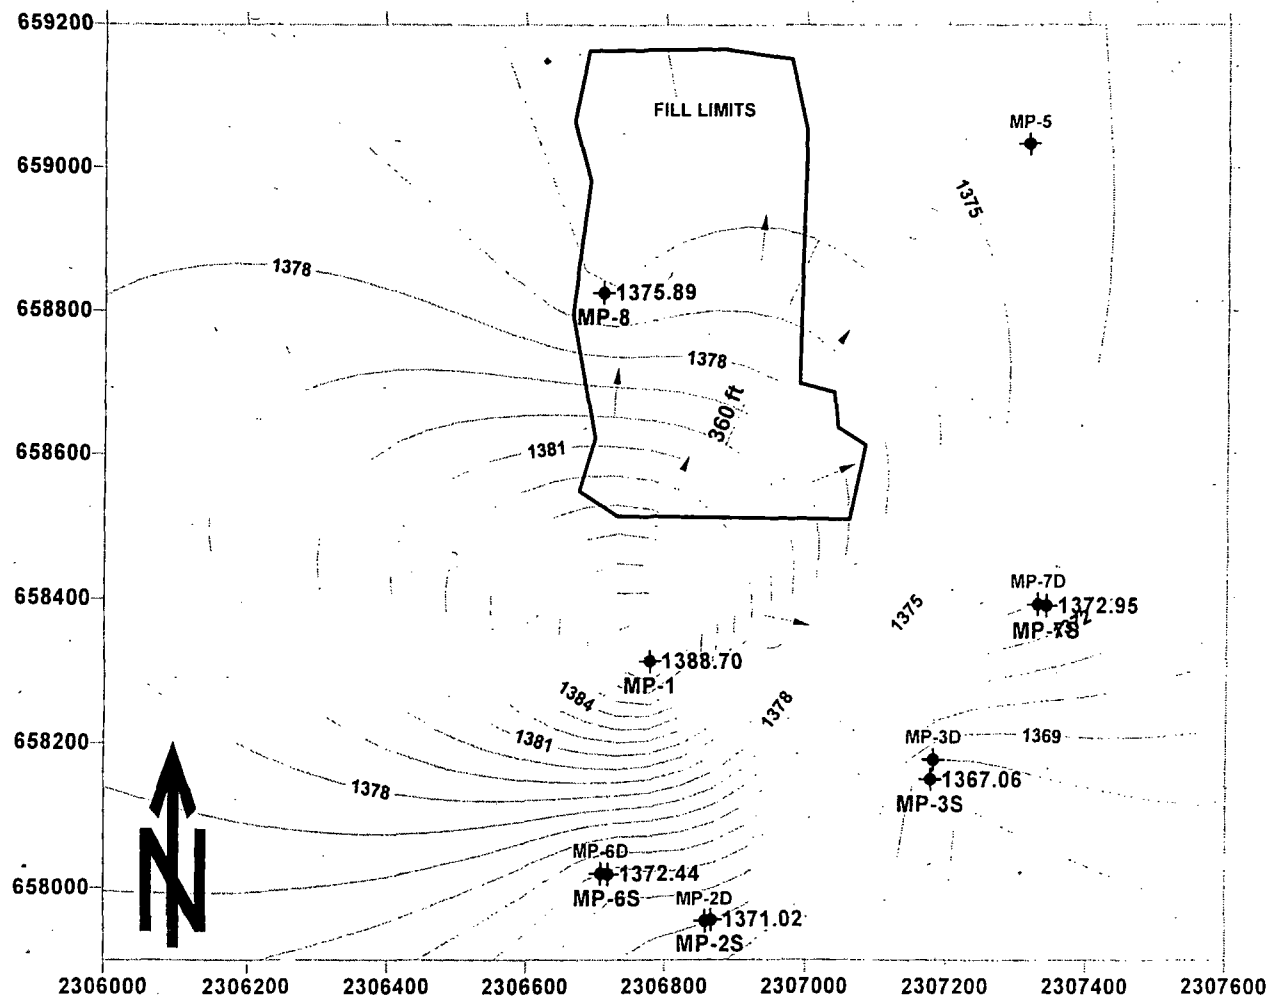 659200
FILL LIMITS
MP-5
659000
1375
1378
1375.89
658800
MP-8
1378
360 ft
658600
1381
MP-7D
658400
1375
1372.95
MP-7S
1372
1388.70
MP-1
1384
1378
658200
1381
MP-3D
1369
1378
1367.06
MP-3S
N
MP-6D
658000
1372.44
MP-6S
MP-2D
1371.02
MP-2S
2306000
2306200
2306400
2306600
2306800
2307000
2307200
2307400
2307600